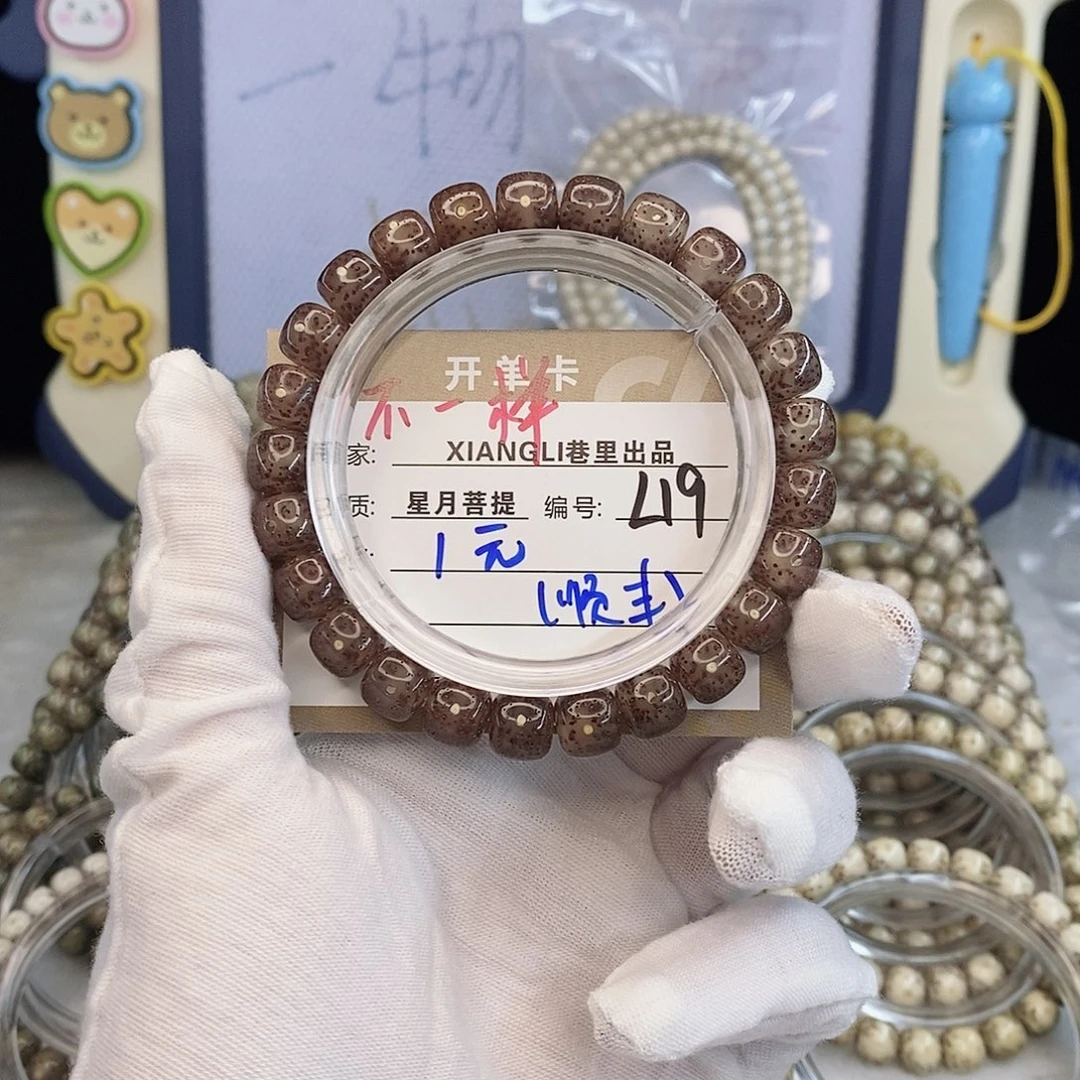 一物
开单卡
不一样
家: XIANGLI巷里出品
质: 星月菩提 编号: 419
1元
(顺丰)